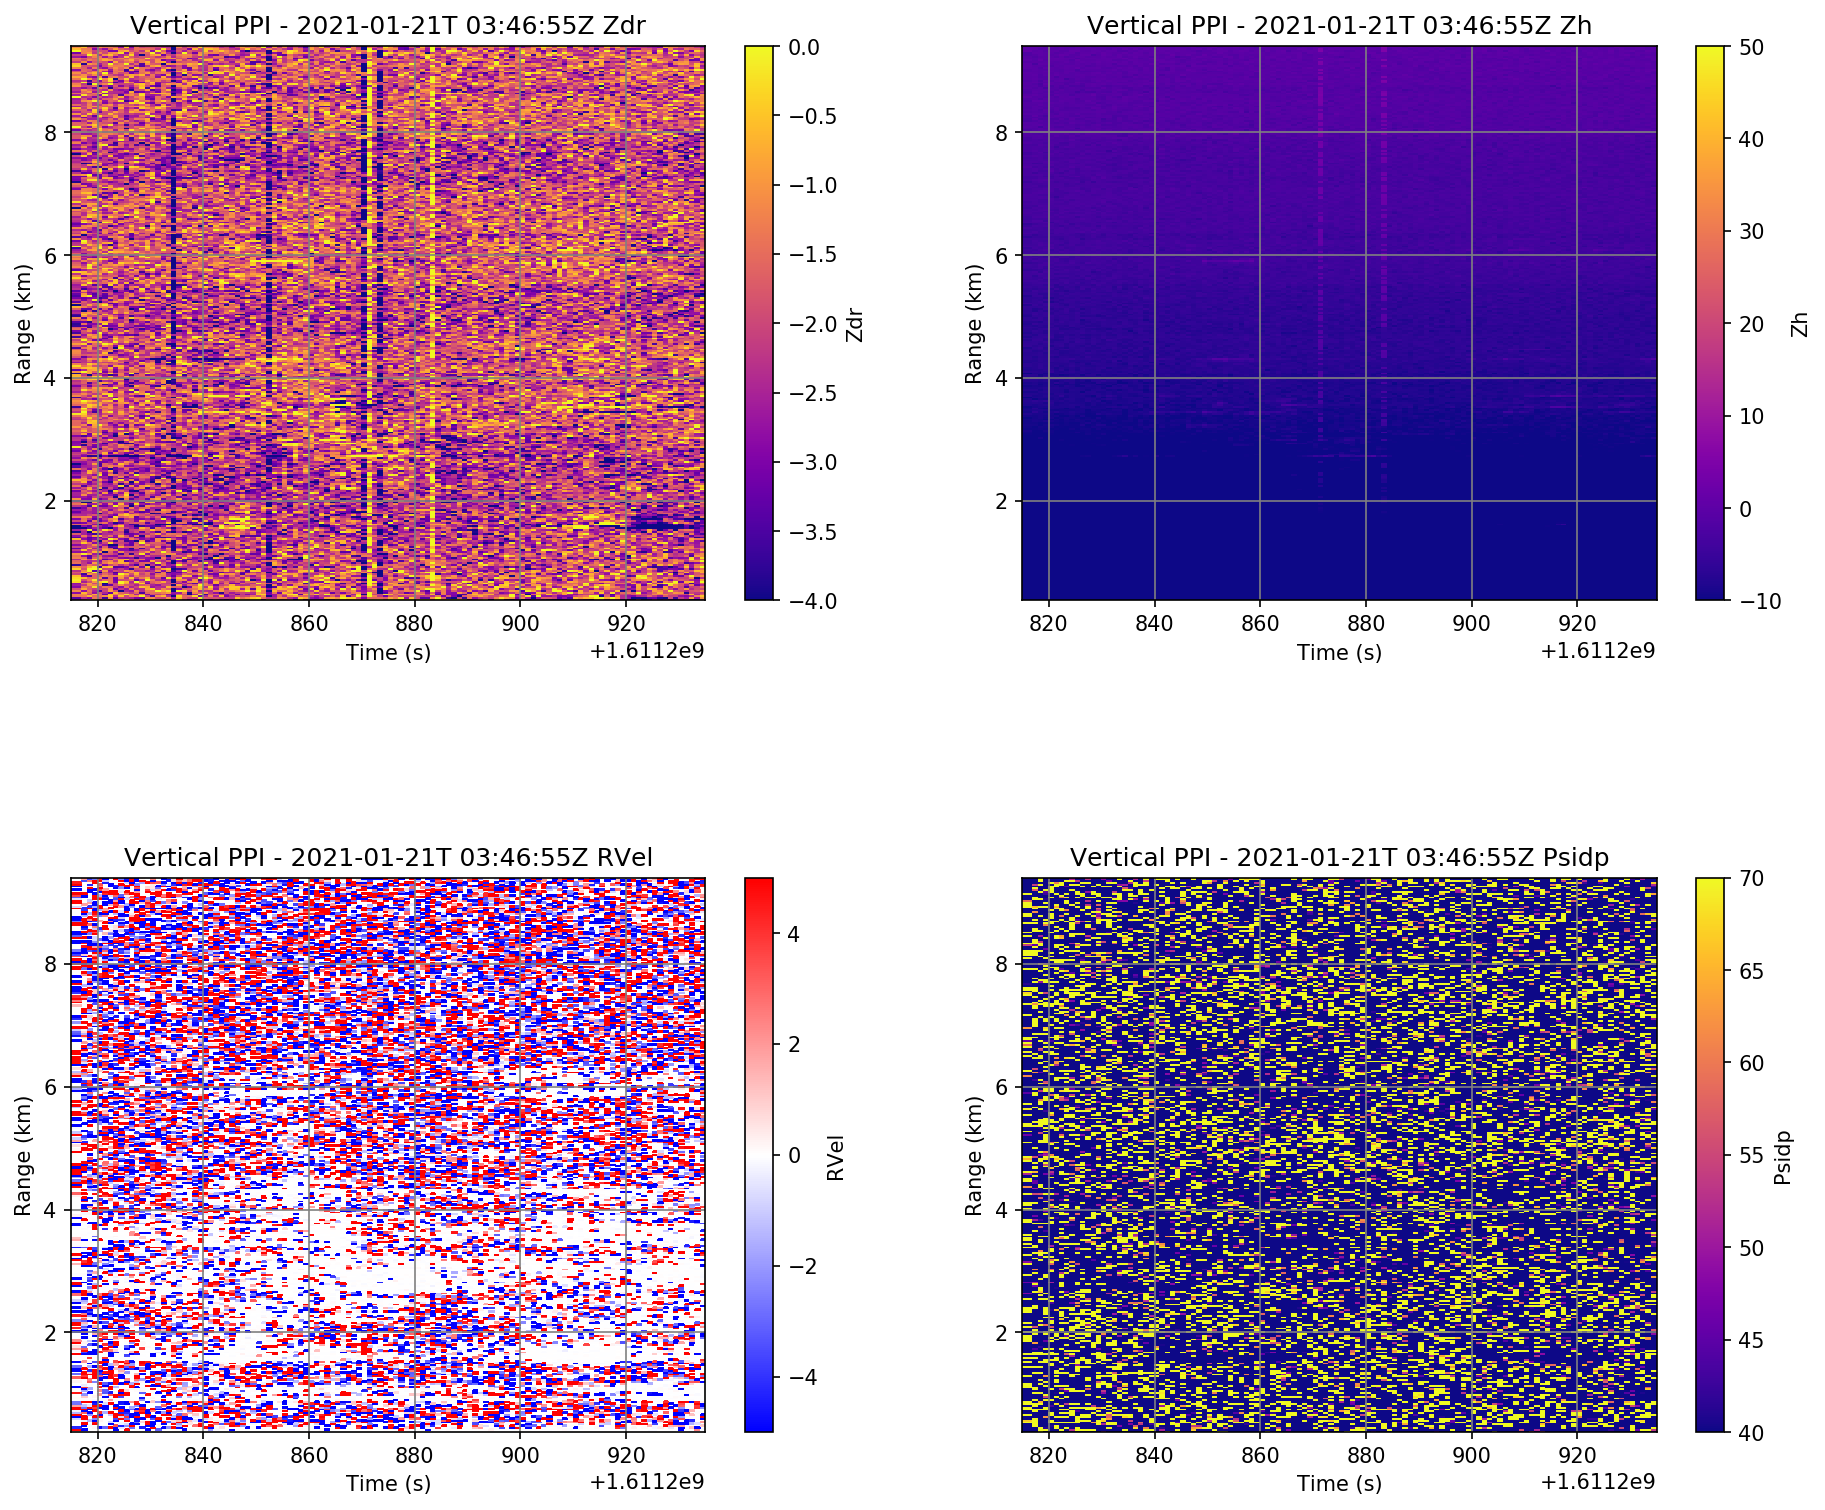 Vertical PPI - 2021-01-21T 03:46:55Z Zdr
Range (km)
8
6
4
2
820 840 860 880 900 920
Time (s)
+1.6112e9
0.0
−0.5
−1.0
−1.5
−2.0
−2.5
−3.0
−3.5
−4.0
Zdr
Vertical PPI - 2021-01-21T 03:46:55Z Zh
Range (km)
8
6
4
2
820 840 860 880 900 920
Time (s)
+1.6112e9
50
40
30
20
10
0
−10
Zh
Vertical PPI - 2021-01-21T 03:46:55Z RVel
Range (km)
8
6
4
2
820 840 860 880 900 920
Time (s)
+1.6112e9
4
2
0
−2
−4
RVel
Vertical PPI - 2021-01-21T 03:46:55Z Psidp
Range (km)
8
6
4
2
820 840 860 880 900 920
Time (s)
+1.6112e9
70
65
60
55
50
45
40
Psidp